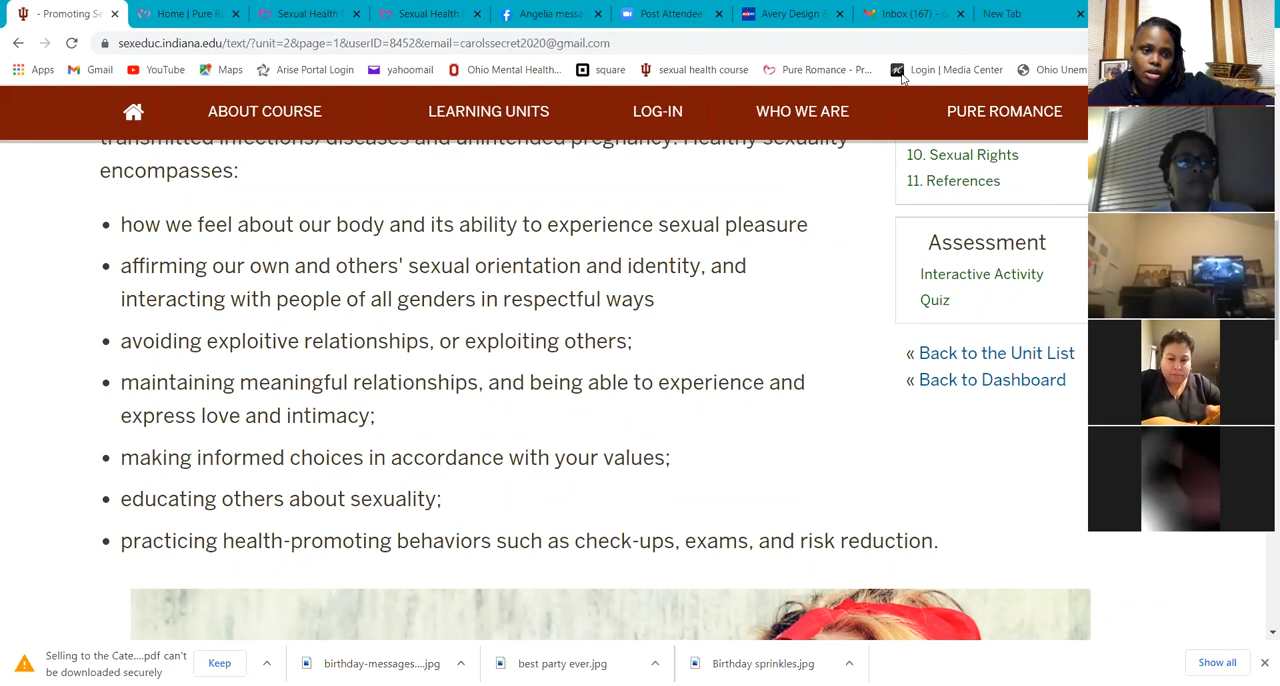 - Promoting Se
Home | Pure R
Sexual Health
Sexual Health
Angelia messa
Post Attendee
Avery Design &
Inbox (167) - c
New Tab
sexeduc.indiana.edu/text/?unit=2&page=1&userID=8452&email=carolssecret2020@gmail.com
Apps
Gmail
YouTube
Maps
Arise Portal Login
yahoomail
Ohio Mental Health...
square
sexual health course
Pure Romance - Pr...
Login | Media Center
Ohio Unem
ABOUT COURSE
LEARNING UNITS
LOG-IN
WHO WE ARE
PURE ROMANCE
transmitted infections/diseases and unintended pregnancy. Healthy sexuality
encompasses:
• how we feel about our body and its ability to experience sexual pleasure
• affirming our own and others' sexual orientation and identity, and
interacting with people of all genders in respectful ways
• avoiding exploitive relationships, or exploiting others;
• maintaining meaningful relationships, and being able to experience and
express love and intimacy;
• making informed choices in accordance with your values;
• educating others about sexuality;
• practicing health-promoting behaviors such as check-ups, exams, and risk reduction.
10. Sexual Rights
11. References
Assessment
Interactive Activity
Quiz
« Back to the Unit List
« Back to Dashboard
Selling to the Cate....pdf can't
be downloaded securely
Keep
birthday-messages....jpg
best party ever.jpg
Birthday sprinkles.jpg
Show all